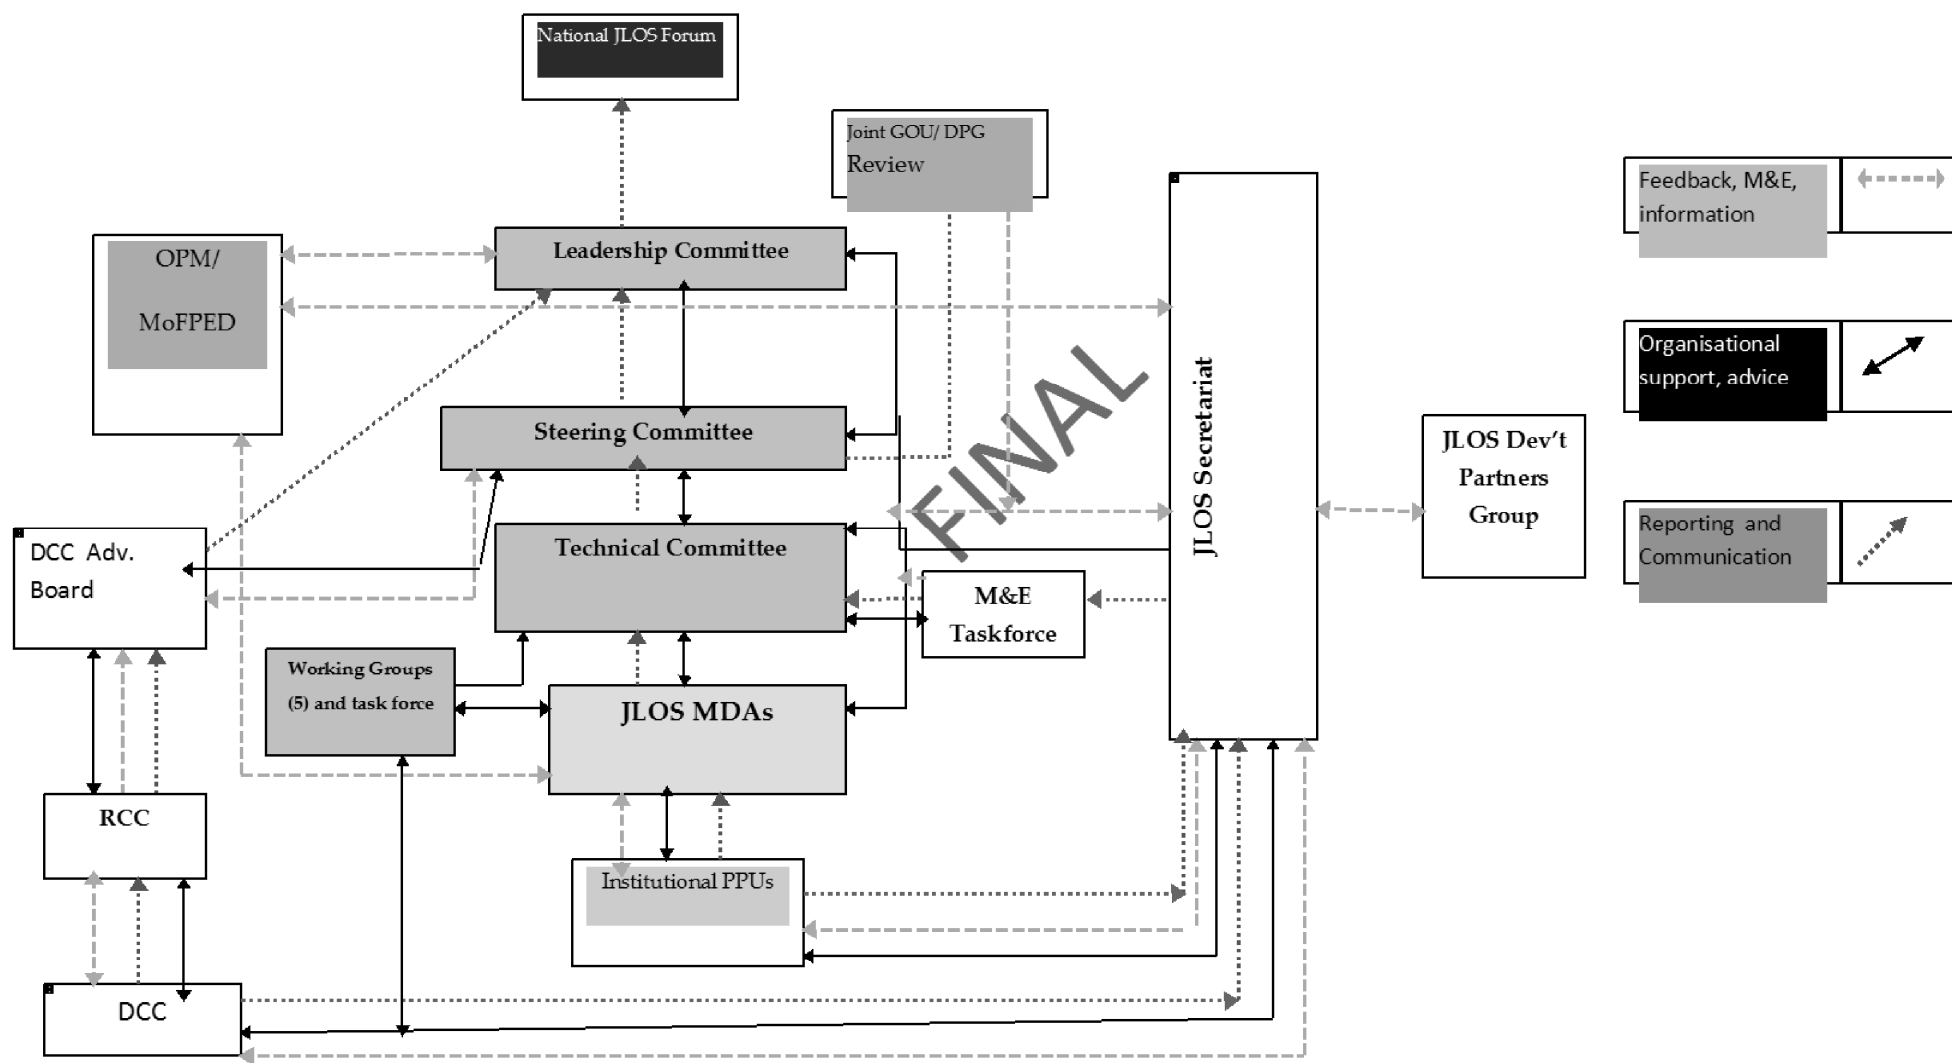 National JLOS Forum
Joint GOU/ DPG
Review
Feedback, M&E,
information
OPM/
MoFPED
Leadership Committee
Organisational
support, advice
Steering Committee
FINAL
JLOS Secretariat
JLOS Dev't
Partners
Group
Reporting and
Communication
DCC Adv.
Board
Technical Committee
M&E
Taskforce
Working Groups
(5) and task force
JLOS MDAs
RCC
Institutional PPUs
DCC